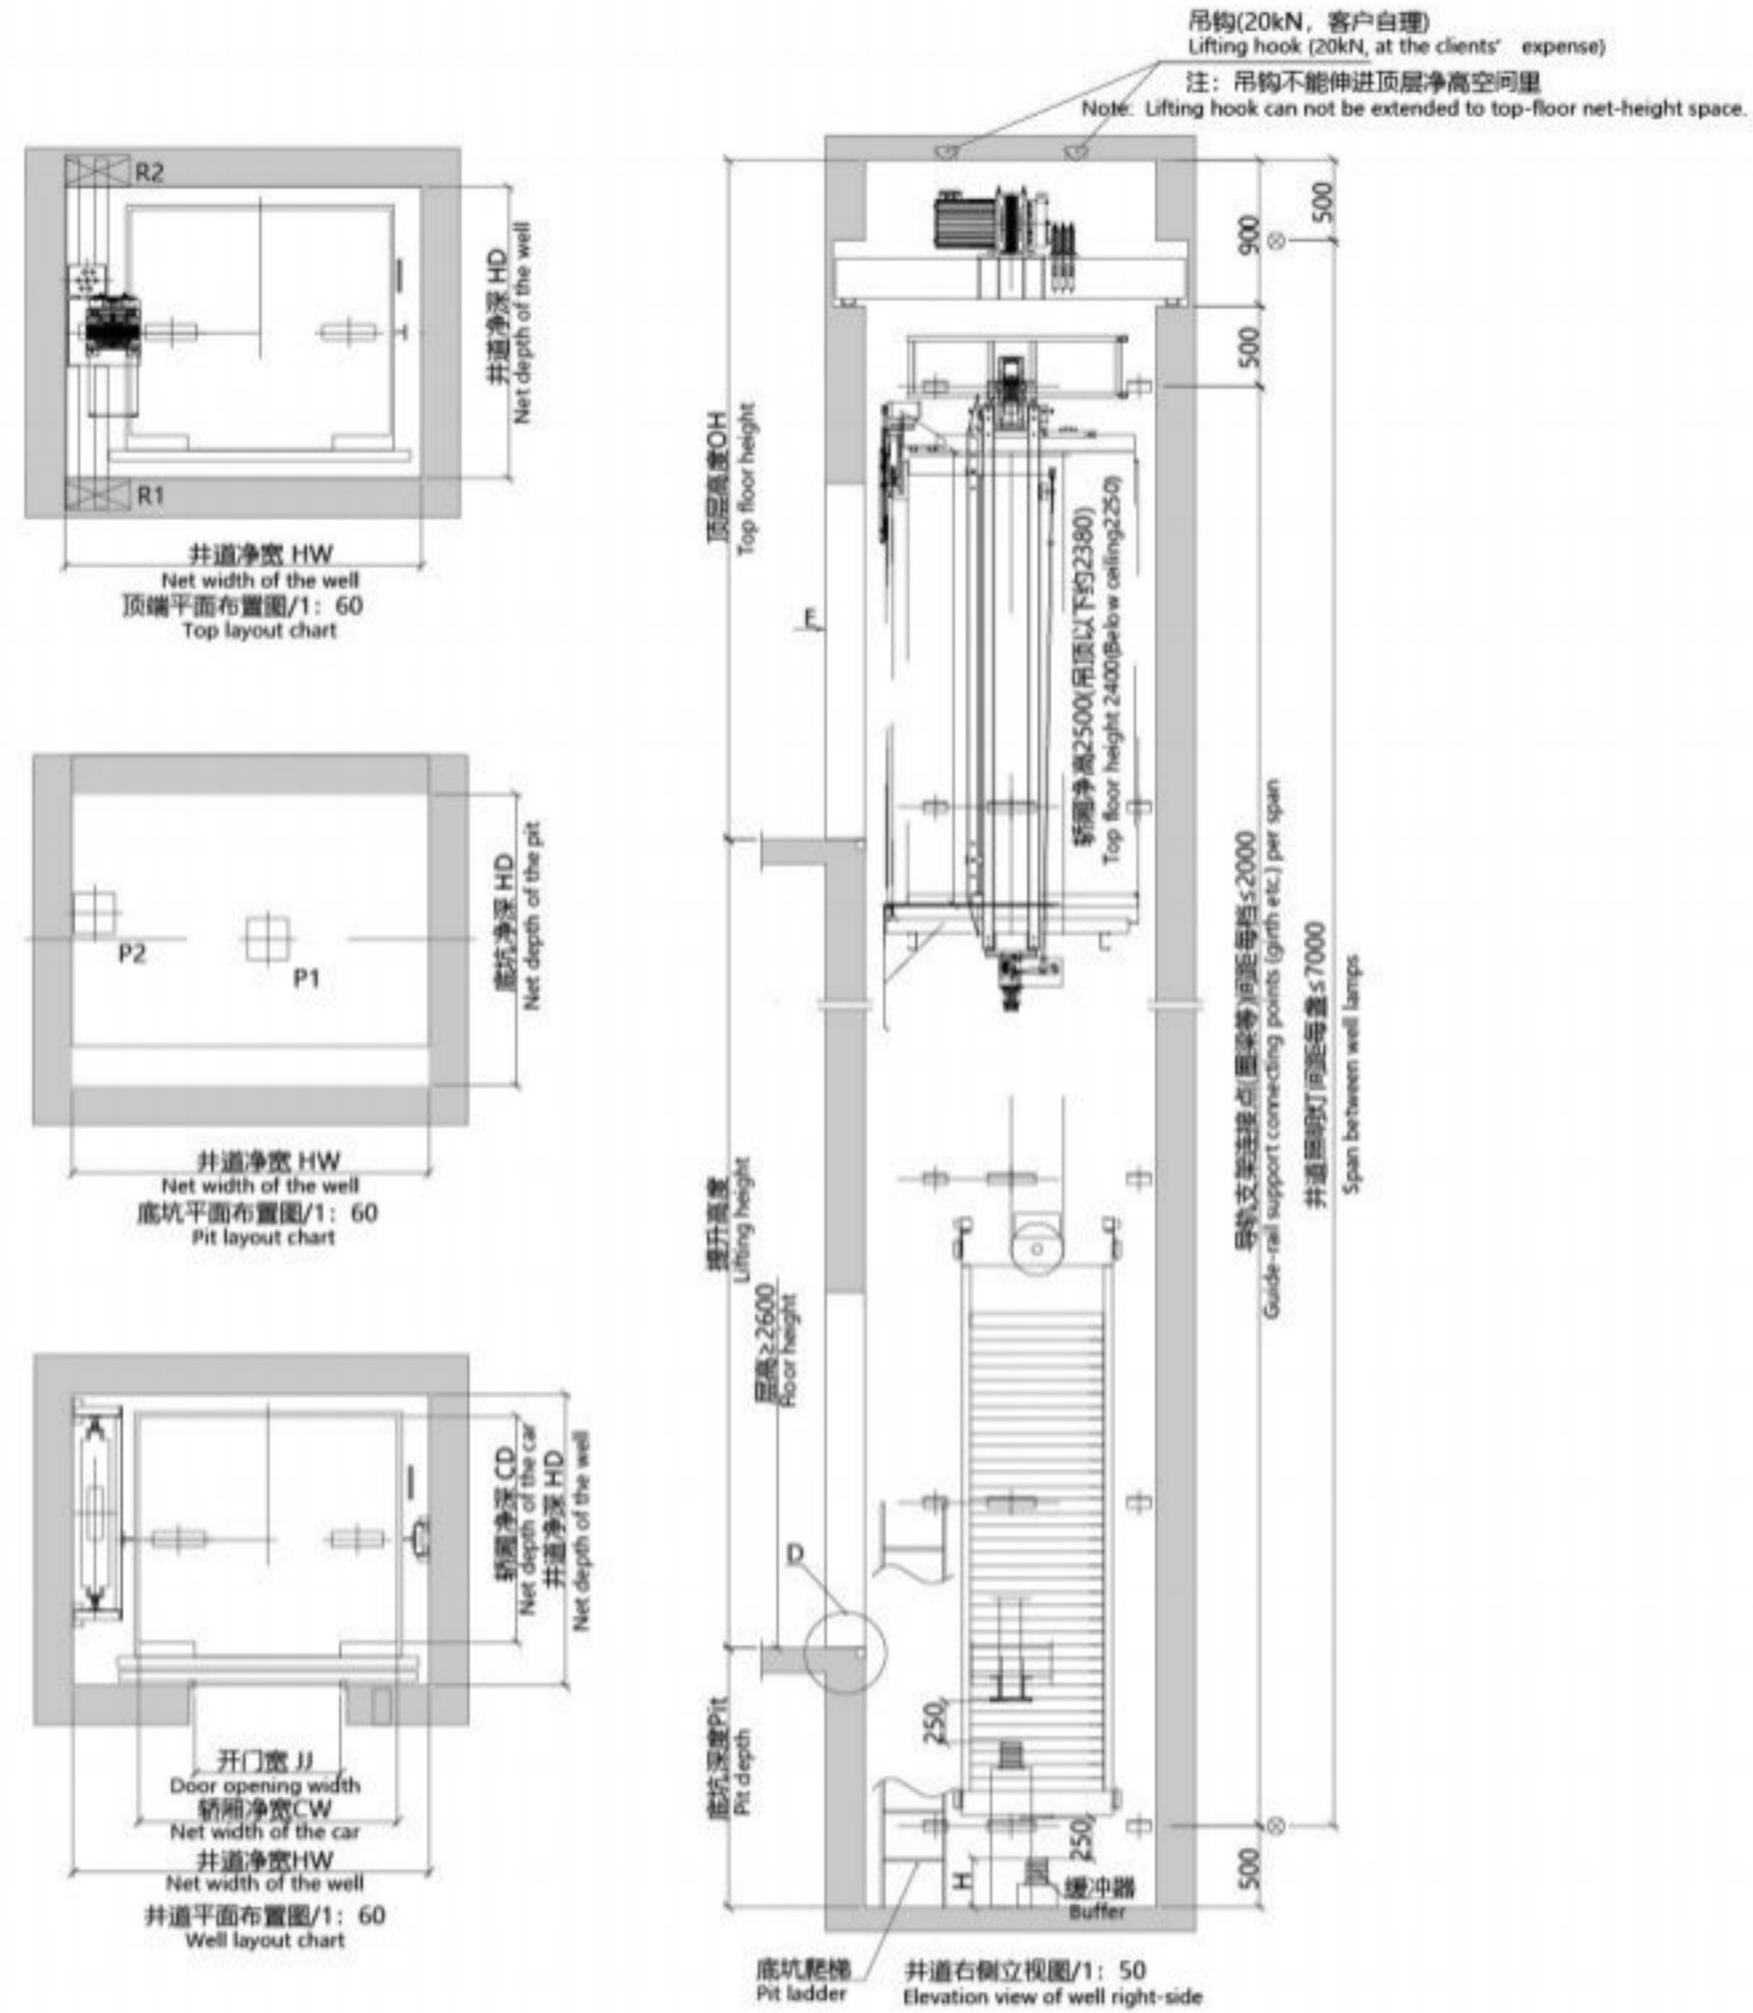 吊钩(20kN，客户自理)
Lifting hook (20kN, at the clients’ expense)
注：吊钩不能伸进顶层净高空间里
Note: Lifting hook can not be extended to top-floor net-height space.
R2
R1
井道净深 HD
Net depth of the well
井道净宽 HW
Net width of the well
顶端平面布置图/1：60
Top layout chart
P2
P1
底坑净深 HD
Net depth of the pit
井道净宽 HW
Net width of the well
底坑平面布置图/1：60
Pit layout chart
轿厢净深 CD
Net depth of the car
井道净深 HD
Net depth of the well
开门宽 JJ
Door opening width
轿厢净宽CW
Net width of the car
井道净宽HW
Net width of the well
井道平面布置图/1：60
Well layout chart
顶层高度OH
Top floor height
F
提升高度
Lifting height
层高≥2600
floor height
D
底坑深度Pit
Pit depth
轿厢净高2500(吊顶以下约2380)
Top floor height 2400(Below ceiling2250)
900
500
500
导轨支架连接点(圈梁等)间距每档≤2000
Guide-rail support connecting points (girth etc.) per span
井道照明灯间距每盏≤7000
Span between well lamps
250
250
H
缓冲器
Buffer
500
底坑爬梯
Pit ladder
井道右侧立视图/1：50
Elevation view of well right-side